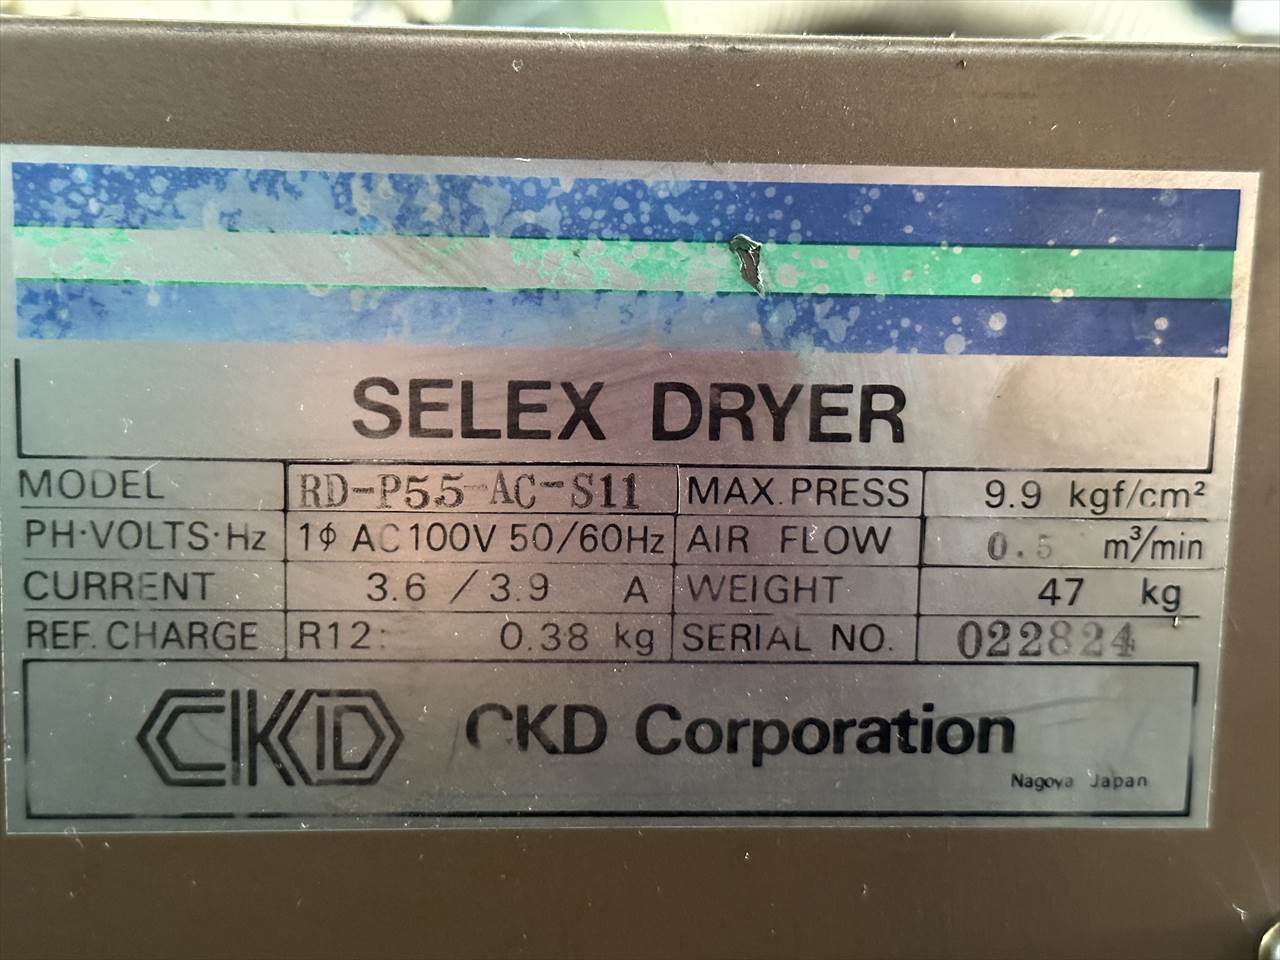 SELEX DRYER
MODEL RD-P55-AC-S11 MAX. PRESS 9.9 kgf/cm²
PH·VOLTS·Hz 1φ AC 100V 50/60Hz AIR FLOW 0.5 m³/min
CURRENT 3.6 / 3.9 A WEIGHT 47 kg
REF. CHARGE R12: 0.38 kg SERIAL NO. 022824
CKD CKD Corporation
Nagoya Japan